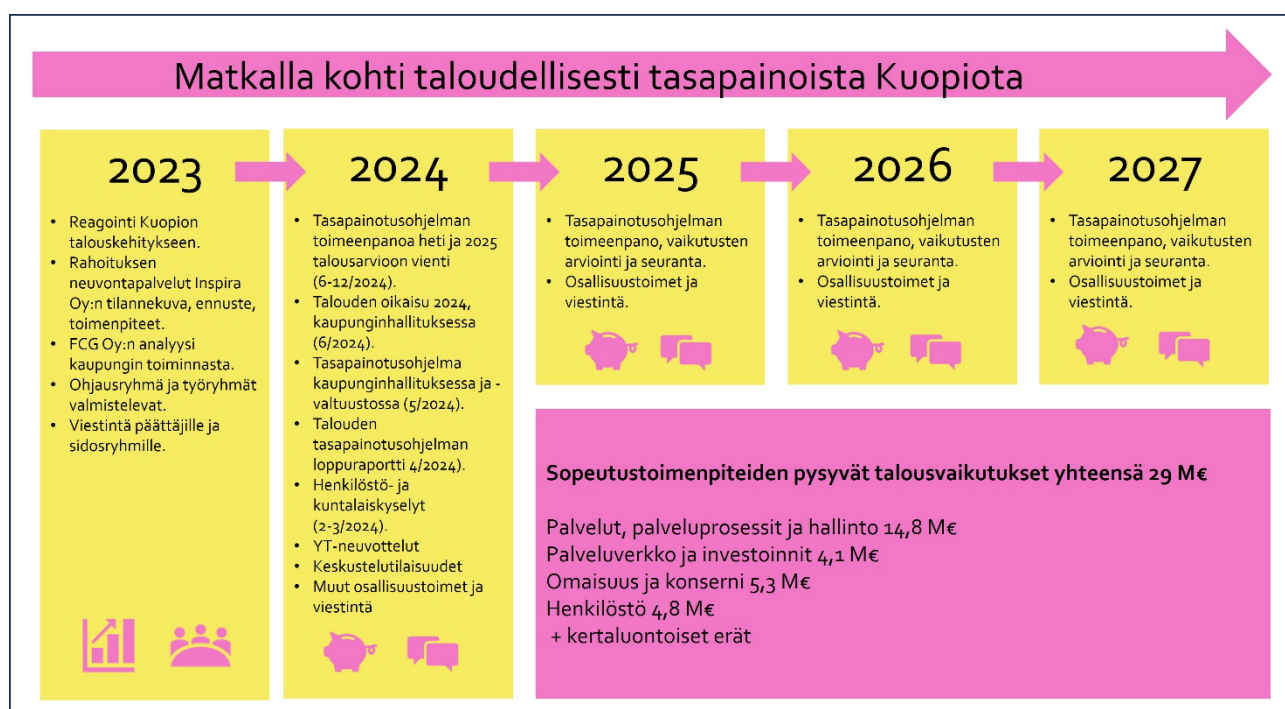 Matkalla kohti taloudellisesti tasapainoista Kuopiota
2023
• Reagointi Kuopion
talouskehitykseen.
• Rahoituksen
neuvontapalvelut Inspira
Oy:n tilannekuva, ennuste,
toimenpiteet.
• FCG Oy:n analyysi
kaupungin toiminnasta.
• Ohjausryhmä ja työryhmät
valmistelevat.
• Viestintä päättäjille ja
sidosryhmille.
2024
• Tasapainotusohjelman
toimeenpanoa heti ja 2025
talousarvioon vienti
(6-12/2024).
• Talouden oikaisu 2024,
kaupunginhallituksessa
(6/2024).
• Tasapainotusohjelma
kaupunginhallituksessa ja -
valtuustossa (5/2024).
• Talouden
tasapainotusohjelman
loppuraportti 4/2024).
• Henkilöstö- ja
kuntalaiskyselyt
(2-3/2024).
• YT-neuvottelut
• Keskustelutilaisuudet
• Muut osallisuustoimet ja
viestintä
2025
• Tasapainotusohjelman
toimeenpano, vaikutusten
arviointi ja seuranta.
• Osallisuustoimet ja
viestintä.
2026
• Tasapainotusohjelman
toimeenpano, vaikutusten
arviointi ja seuranta.
• Osallisuustoimet ja
viestintä.
2027
• Tasapainotusohjelman
toimeenpano, vaikutusten
arviointi ja seuranta.
• Osallisuustoimet ja
viestintä.
Sopeutustoimenpiteiden pysyvät talousvaikutukset yhteensä 29 M€
Palvelut, palveluprosessit ja hallinto 14,8 M€
Palveluverkko ja investoinnit 4,1 M€
Omaisuus ja konserni 5,3 M€
Henkilöstö 4,8 M€
+ kertaluontoiset erät